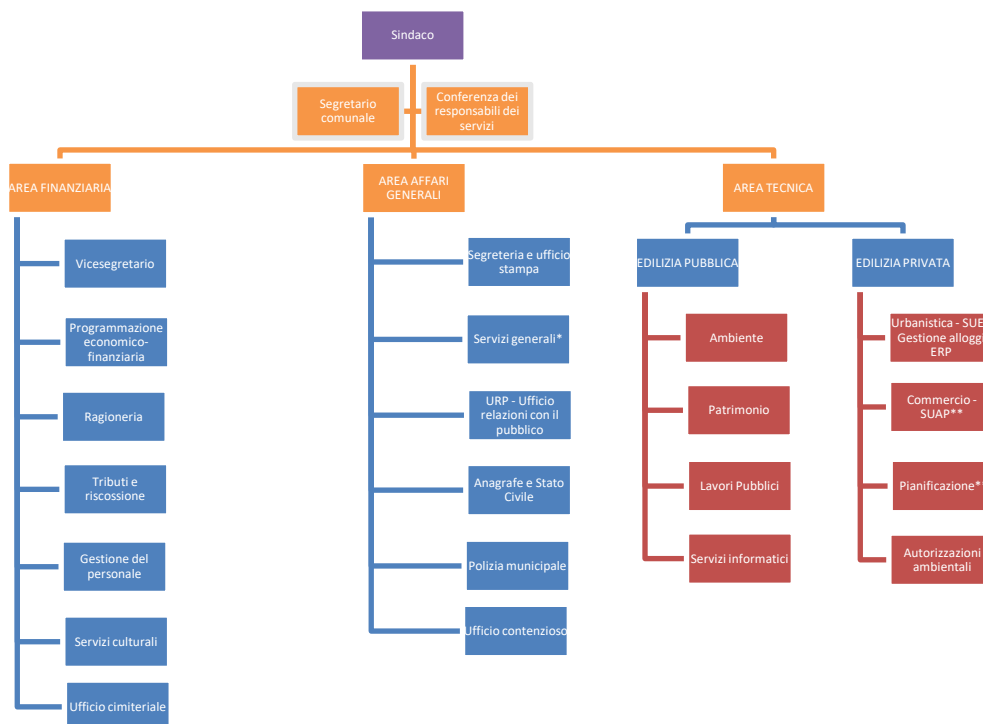 Sindaco
Segretario
comunale
Conferenza dei
responsabili dei
servizi
AREA FINANZIARIA
AREA AFFARI
GENERALI
AREA TECNICA
Vicesegretario
Programmazione
economico-
finanziaria
Ragioneria
Tributi e
riscossione
Gestione del
personale
Servizi culturali
Ufficio cimiteriale
Segreteria e ufficio
stampa
Servizi generali*
URP - Ufficio
relazioni con il
pubblico
Anagrafe e Stato
Civile
Polizia municipale
Ufficio contenzioso
EDILIZIA PUBBLICA
Ambiente
Patrimonio
Lavori Pubblici
Servizi informatici
EDILIZIA PRIVATA
Urbanistica - SUE
Gestione alloggi
ERP
Commercio -
SUAP**
Pianificazione*
Autorizzazioni
ambientali